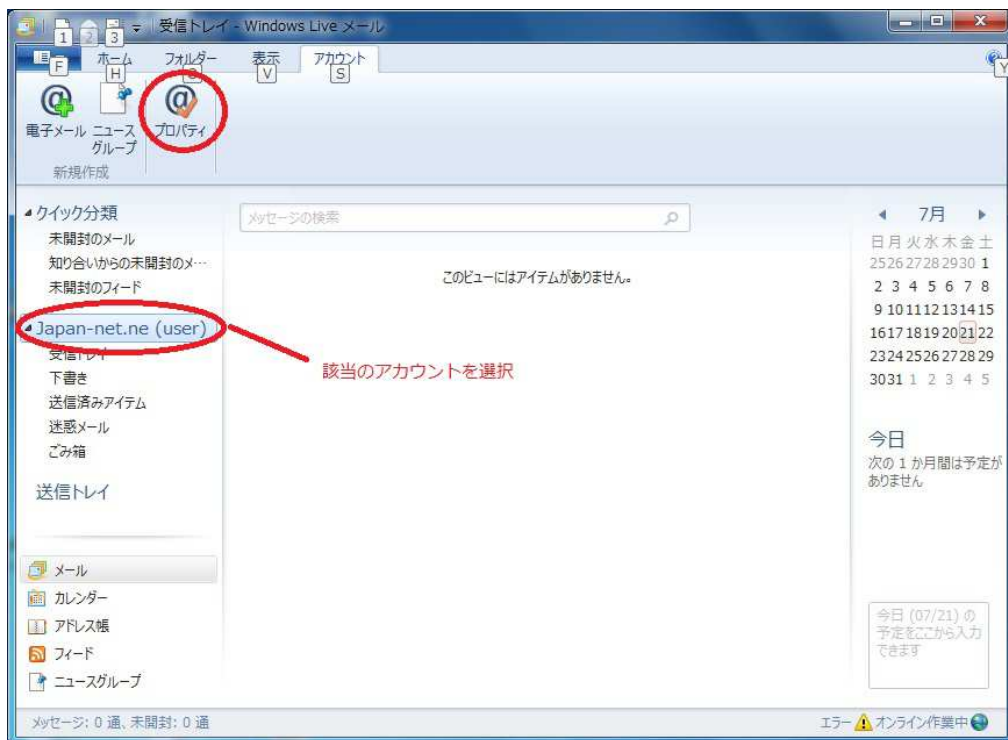 受信トレイ - Windows Live メール
1 2 3
ホーム フォルダー 表示 アカウント
F H V S Y
電子メール ニュース グループ プロパティ
新規作成
クイック分類
未開封のメール
知り合いからの未開封のメ…
未開封のフィード
Japan-net.ne (user)
受信トレイ
下書き
送信済みアイテム
迷惑メール
ごみ箱
送信トレイ
メール
カレンダー
アドレス帳
フィード
ニュースグループ
メッセージの検索
このビューにはアイテムがありません。
該当のアカウントを選択
7月
日 月 火 水 木 金 土
25 26 27 28 29 30 1
2 3 4 5 6 7 8
9 10 11 12 13 14 15
16 17 18 19 20 21 22
23 24 25 26 27 28 29
30 31 1 2 3 4 5
今日
次の 1 か月間は予定が
ありません
今日 (07/21) の
予定をここから入力
できます
メッセージ: 0 通、未開封: 0 通
エラー オンライン作業中